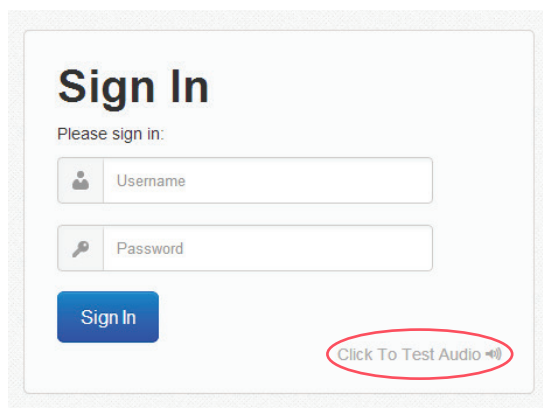 Sign In
Please sign in:
Username
Password
Sign In
Click To Test Audio